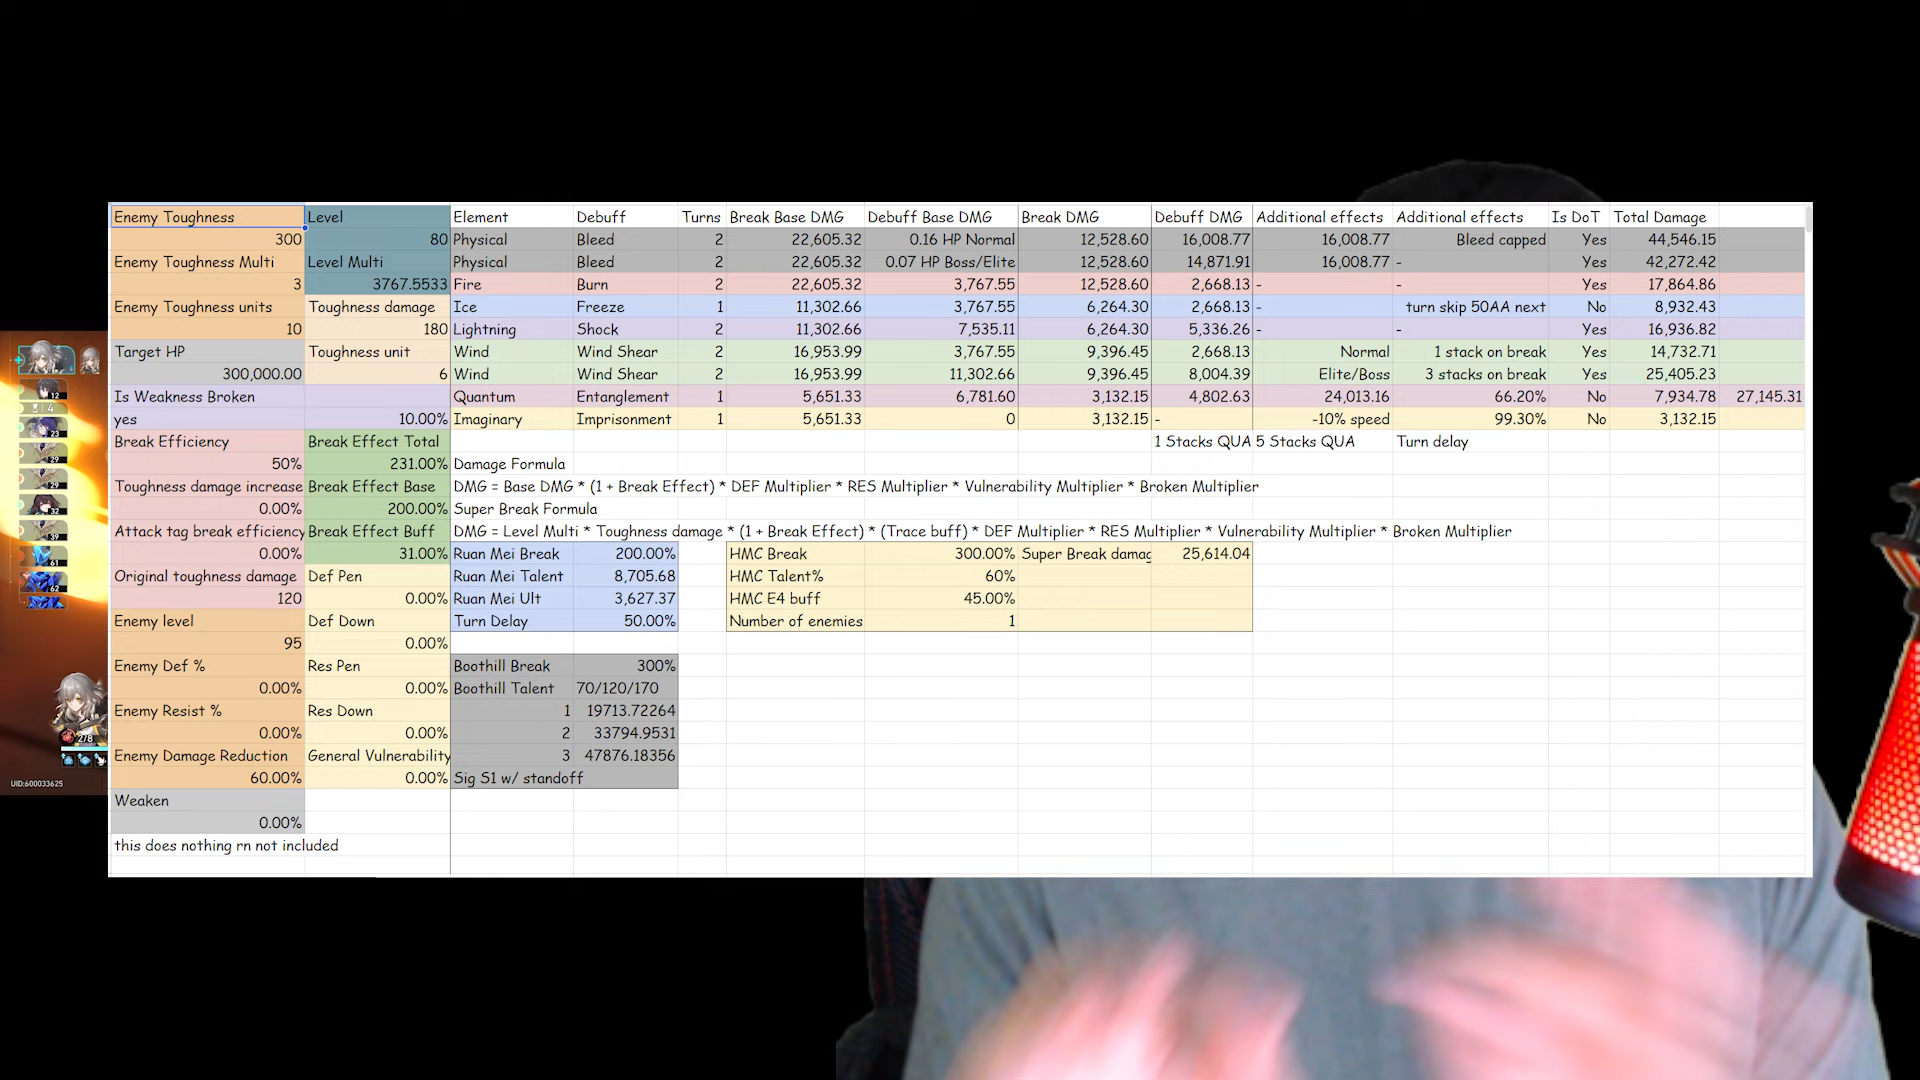 Enemy Toughness Level Element Debuff Turns Break Base DMG Debuff Base DMG Break DMG Debuff DMG Additional effects Additional effects Is DoT Total Damage
300 80 Physical Bleed 2 22,605.32 0.16 HP Normal 12,528.60 16,008.77 16,008.77 Bleed capped Yes 44,546.15
Enemy Toughness Multi Level Multi Physical Bleed 2 22,605.32 0.07 HP Boss/Elite 12,528.60 14,871.91 16,008.77 - Yes 42,272.42
3 3767.5533 Fire Burn 2 22,605.32 3,767.55 12,528.60 2,668.13 - - Yes 17,864.86
Enemy Toughness units Toughness damage Ice Freeze 1 11,302.66 3,767.55 6,264.30 2,668.13 - turn skip 50AA next No 8,932.43
10 180 Lightning Shock 2 11,302.66 7,535.11 6,264.30 5,336.26 - - Yes 16,936.82
Target HP Toughness unit Wind Wind Shear 2 16,953.99 3,767.55 9,396.45 2,668.13 Normal 1 stack on break Yes 14,732.71
300,000.00 6 Wind Wind Shear 2 16,953.99 11,302.66 9,396.45 8,004.39 Elite/Boss 3 stacks on break Yes 25,405.23
Is Weakness Broken Quantum Entanglement 1 5,651.33 6,781.60 3,132.15 4,802.63 24,013.16 66.20% No 7,934.78 27,145.31
yes 10.00% Imaginary Imprisonment 1 5,651.33 0 3,132.15 - -10% speed 99.30% No 3,132.15
Break Efficiency Break Effect Total 1 Stacks QUA 5 Stacks QUA Turn delay
50% 231.00% Damage Formula
Toughness damage increase Break Effect Base DMG = Base DMG * (1 + Break Effect) * DEF Multiplier * RES Multiplier * Vulnerability Multiplier * Broken Multiplier
0.00% 200.00% Super Break Formula
Attack tag break efficiency Break Effect Buff DMG = Level Multi * Toughness damage * (1 + Break Effect) * (Trace buff) * DEF Multiplier * RES Multiplier * Vulnerability Multiplier * Broken Multiplier
0.00% 31.00% Ruan Mei Break 200.00% HMC Break 300.00% Super Break damag 25,614.04
Original toughness damage Def Pen Ruan Mei Talent 8,705.68 HMC Talent% 60%
120 0.00% Ruan Mei Ult 3,627.37 HMC E4 buff 45.00%
Enemy level Def Down Turn Delay 50.00% Number of enemies 1
95 0.00%
Enemy Def % Res Pen Boothill Break 300%
0.00% 0.00% Boothill Talent 70/120/170
Enemy Resist % Res Down 1 19713.72264
0.00% 0.00% 2 33794.9531
Enemy Damage Reduction General Vulnerability 3 47876.18356
60.00% 0.00% Sig S1 w/ standoff
Weaken
0.00%
this does nothing rn not included
12
4
23
29
29
32
39
61
62
2/8
UID:600033625